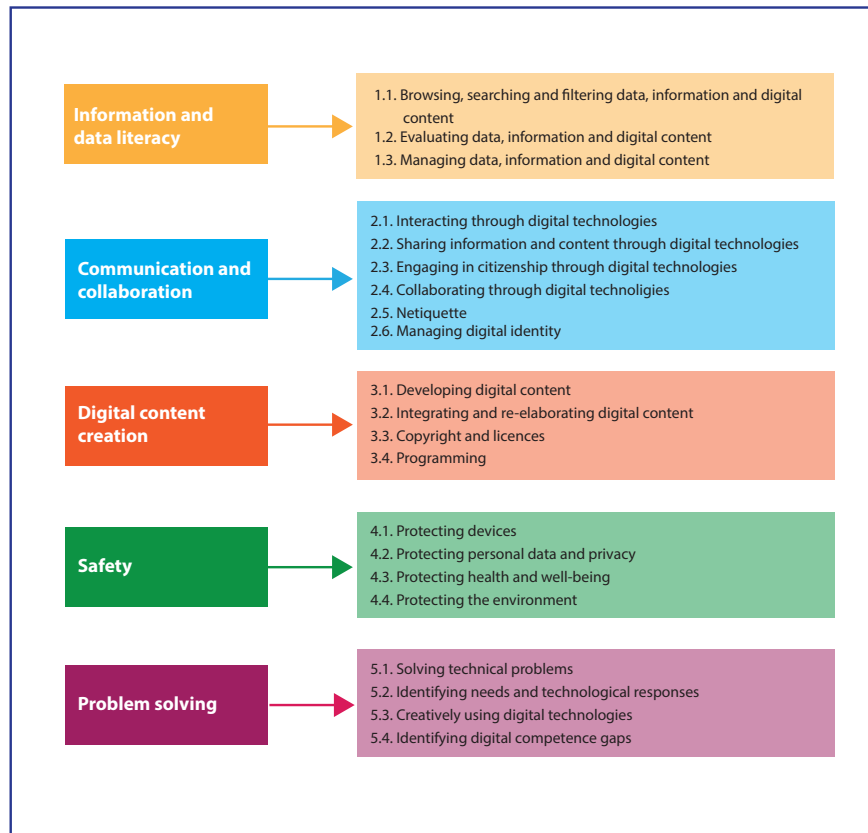 Information and
data literacy
1.1. Browsing, searching and filtering data, information and digital
content
1.2. Evaluating data, information and digital content
1.3. Managing data, information and digital content
Communication and
collaboration
2.1. Interacting through digital technologies
2.2. Sharing information and content through digital technologies
2.3. Engaging in citizenship through digital technologies
2.4. Collaborating through digital technoligies
2.5. Netiquette
2.6. Managing digital identity
Digital content
creation
3.1. Developing digital content
3.2. Integrating and re-elaborating digital content
3.3. Copyright and licences
3.4. Programming
Safety
4.1. Protecting devices
4.2. Protecting personal data and privacy
4.3. Protecting health and well-being
4.4. Protecting the environment
Problem solving
5.1. Solving technical problems
5.2. Identifying needs and technological responses
5.3. Creatively using digital technologies
5.4. Identifying digital competence gaps